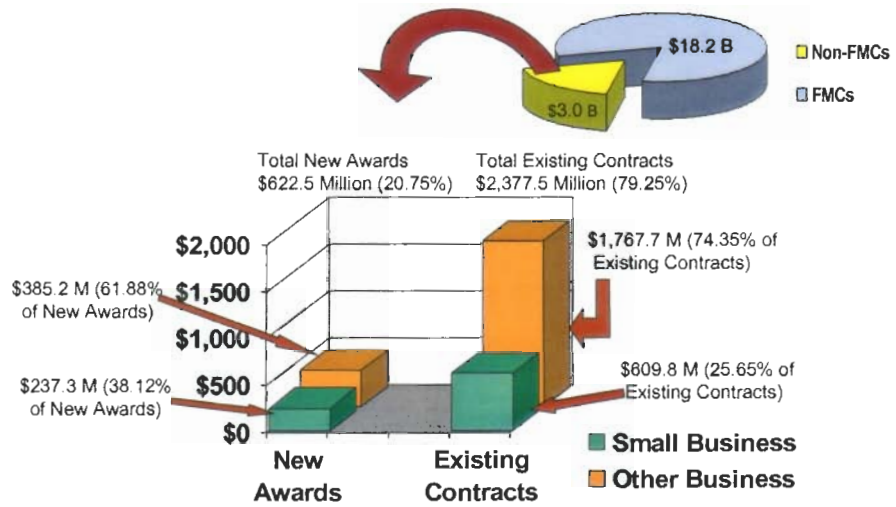 $18.2 B
$3.0 B
Non-FMCs
FMCs
Total New Awards
$622.5 Million (20.75%)
Total Existing Contracts
$2,377.5 Million (79.25%)
$2,000
$1,500
$1,000
$500
$0
$385.2 M (61.88%
of New Awards)
$237.3 M (38.12%
of New Awards)
$1,767.7 M (74.35% of
Existing Contracts)
$609.8 M (25.65% of
Existing Contracts)
New
Awards
Existing
Contracts
Small Business
Other Business